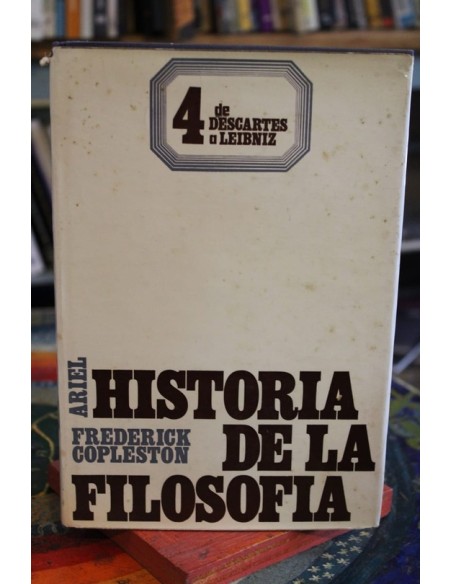 4 de
DESCARTES
a LEIBNIZ
ARIEL
HISTORIA
FREDERICK
COPLESTON
DE LA
FILOSOFIA